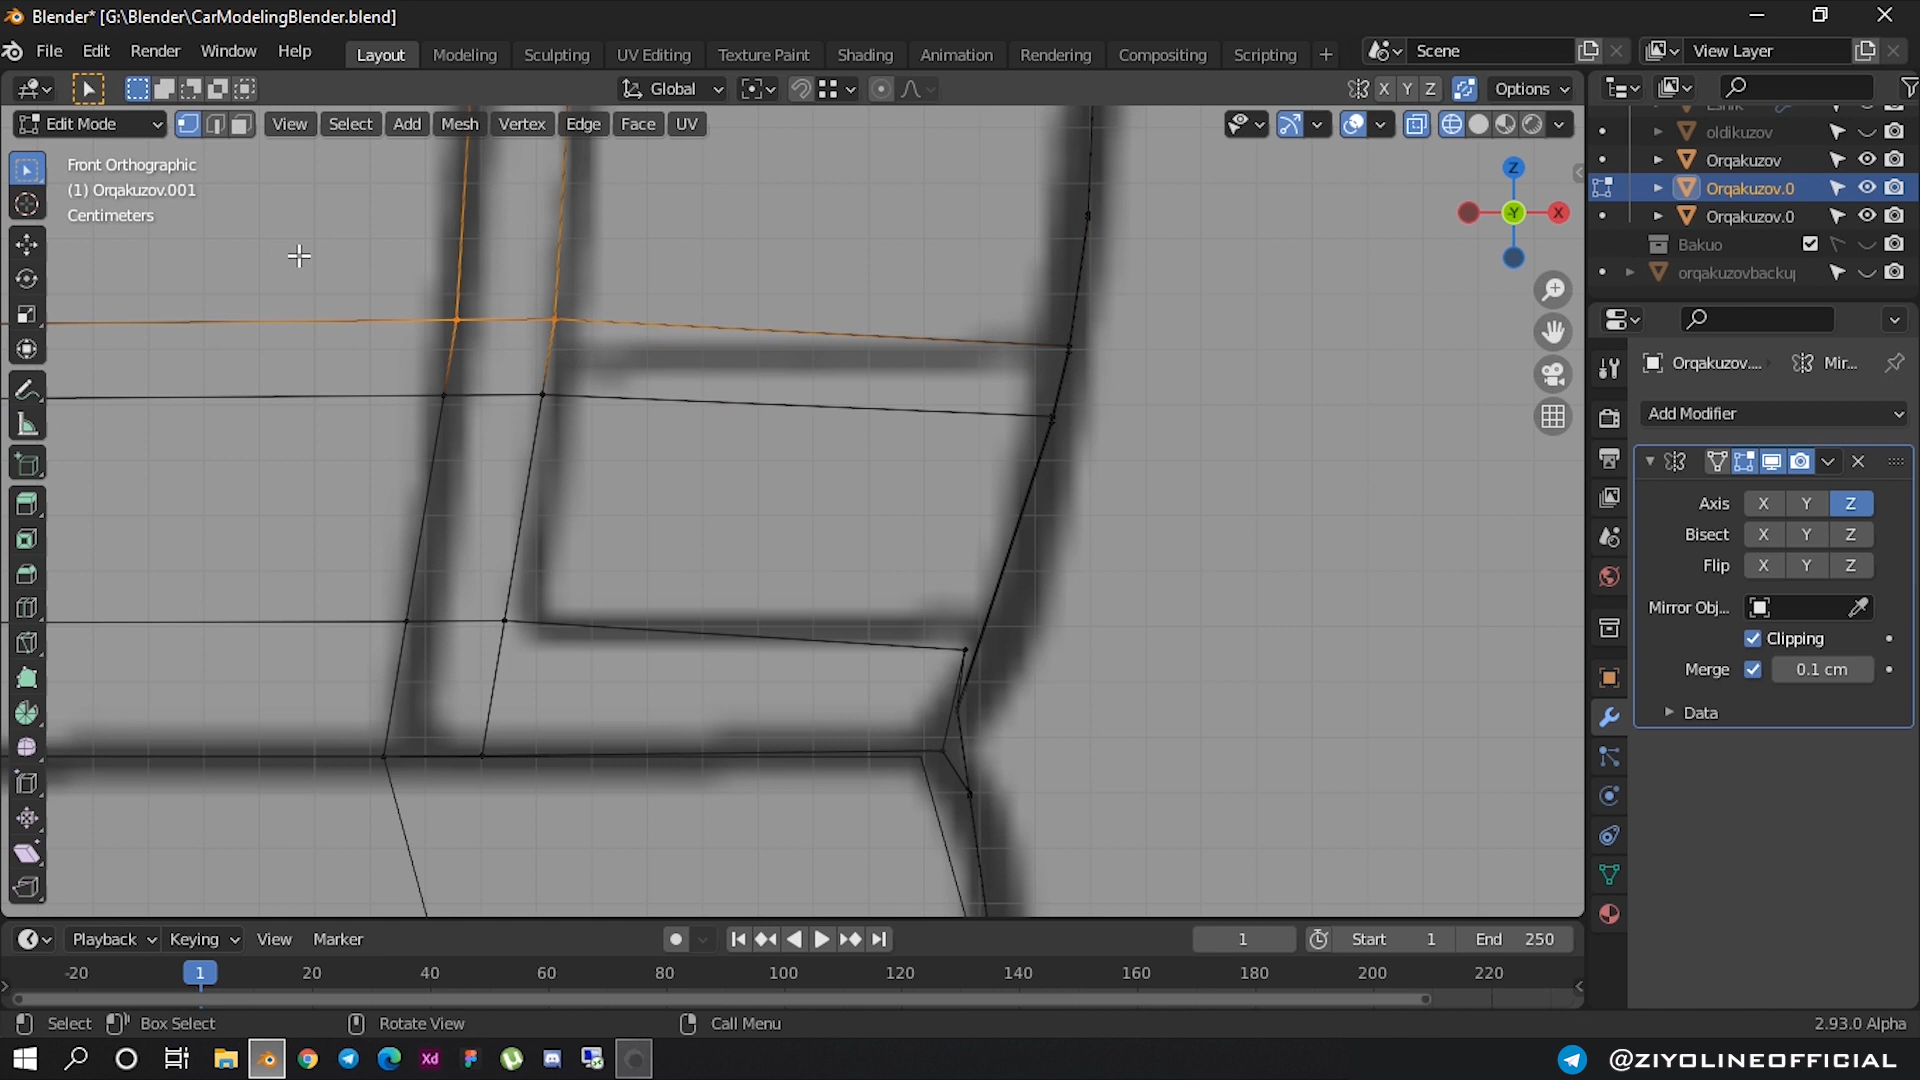 Blender* [G:\Blender\CarModelingBlender.blend]
File Edit Render Window Help
Layout Modeling Sculpting UV Editing Texture Paint Shading Animation Rendering Compositing Scripting +
Scene
View Layer
Global
X Y Z
Options
Edit Mode
View Select Add Mesh Vertex Edge Face UV
Front Orthographic
(1) Orqakuzov.001
Centimeters
Z
-Y
X
oldikuzov
Orqakuzov
Orqakuzov.0
Orqakuzov.0
Bakuo
orqakuzovbackup
Orqakuzov.... Mir...
Add Modifier
Axis X Y Z
Bisect X Y Z
Flip X Y Z
Mirror Obj...
Clipping
Merge 0.1 cm
Data
Playback Keying View Marker
1
Start 1
End 250
-20 1 20 40 60 80 100 120 140 160 180 200 220
Select Box Select Rotate View Call Menu
2.93.0 Alpha
Xd
@ZIYOLINEOFFICIAL